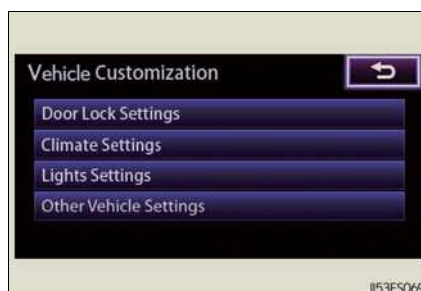 Vehicle Customization
Door Lock Settings
Climate Settings
Lights Settings
Other Vehicle Settings